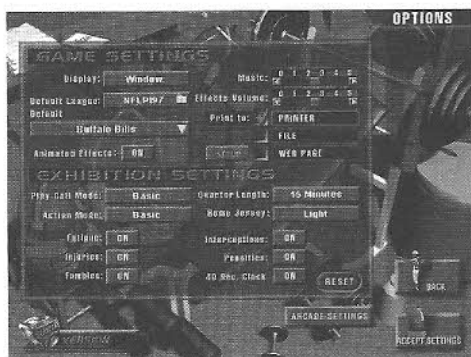 OPTIONS
GAME SETTINGS
Display: Window
Music: 0 1 2 3 4 5
Default League: NFLPI97
Effects Volume: 0 1 2 3 4 5
Default
Buffalo Bills
Print to: PRINTER
FILE
WEB PAGE
Animated Effects: ON
SETUP
EXHIBITION SETTINGS
Play Call Mode: Basic
Quarter Length: 15 Minutes
Action Mode: Basic
Home Jersey: Light
Fatigue: ON
Interceptions: ON
Injuries: ON
Penalties: ON
Fumbles: ON
40 Sec. Clock ON
RESET
BACK
ARCADE SETTINGS
VERSION
ACCEPT SETTINGS